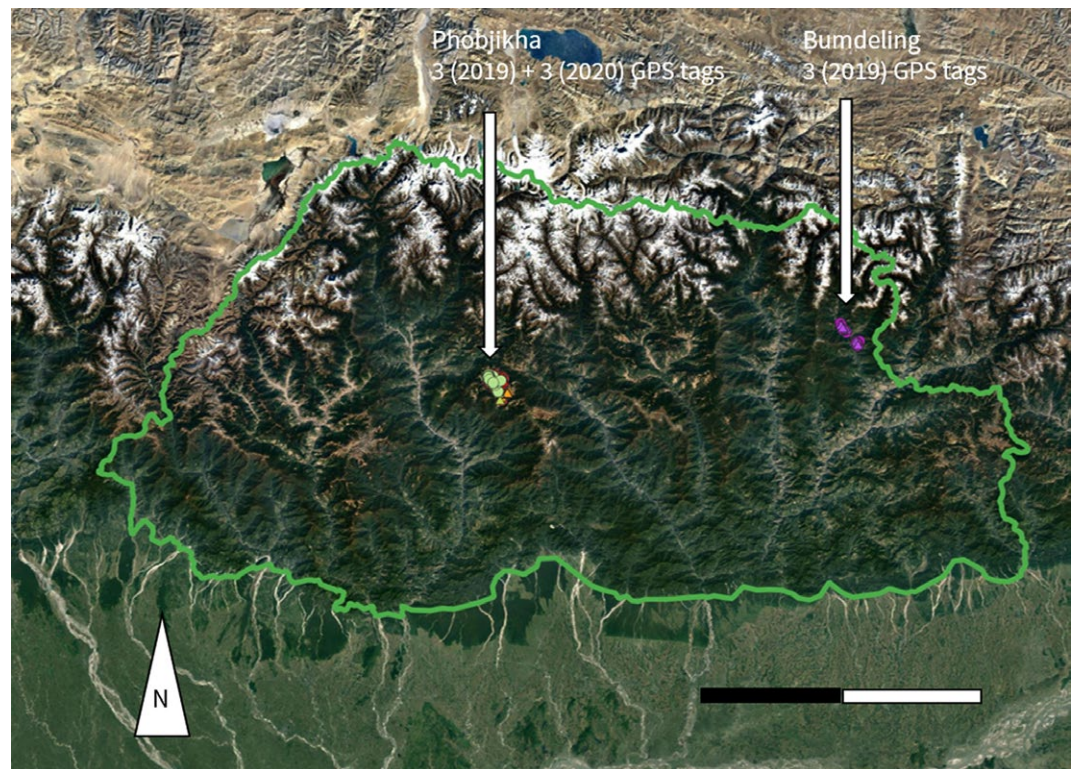 Phobjikha
3 (2019) + 3 (2020) GPS tags
Bumdeling
3 (2019) GPS tags
N